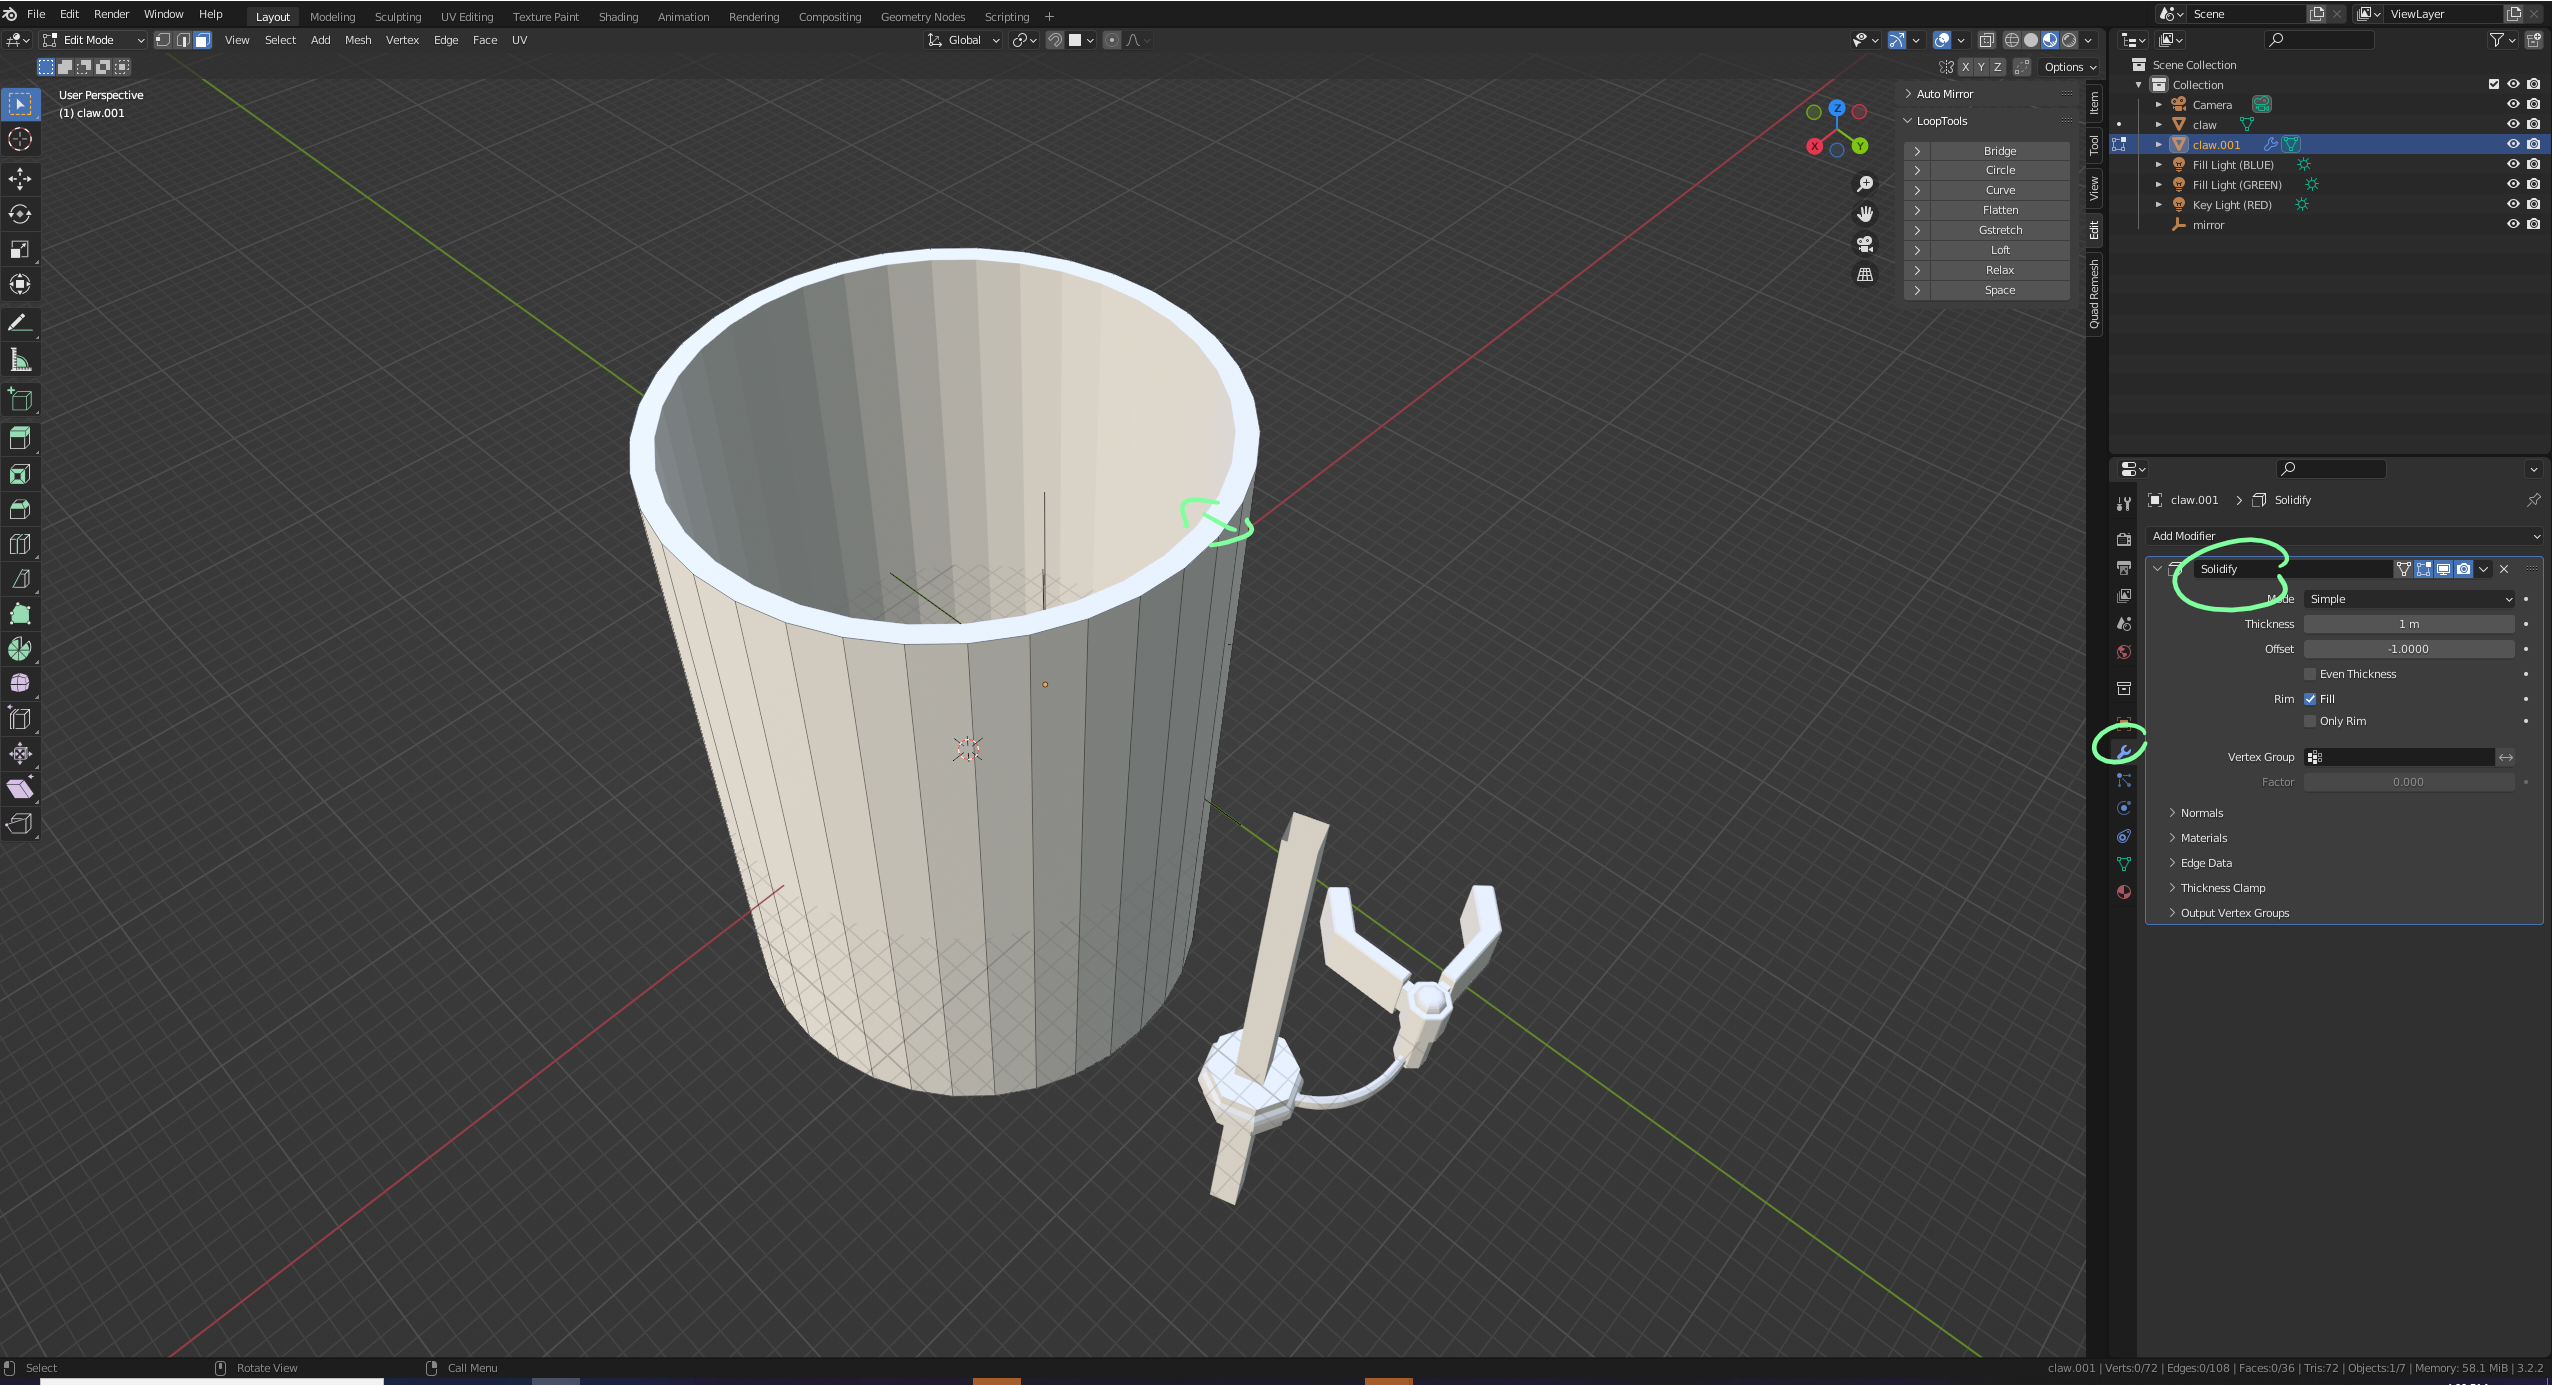 File Edit Render Window Help Layout Modeling Sculpting UV Editing Texture Paint Shading Animation Rendering Compositing Geometry Nodes Scripting + Scene ViewLayer
Edit Mode View Select Add Mesh Vertex Edge Face UV Global
X Y Z Options
User Perspective
(1) claw.001
Z
X
Y
Auto Mirror
LoopTools
Bridge
Circle
Curve
Flatten
Gstretch
Loft
Relax
Space
Item
Tool
View
Edit
Quad Remesh
Scene Collection
Collection
Camera
claw
claw.001
Fill Light (BLUE)
Fill Light (GREEN)
Key Light (RED)
mirror
claw.001 > Solidify
Add Modifier
Solidify
Mode Simple
Thickness 1 m
Offset -1.0000
Even Thickness
Rim Fill
Only Rim
Vertex Group
Factor 0.000
Normals
Materials
Edge Data
Thickness Clamp
Output Vertex Groups
Select Rotate View Call Menu claw.001 | Verts:0/72 | Edges:0/108 | Faces:0/36 | Tris:72 | Objects:1/7 | Memory: 58.1 MiB | 3.2.2